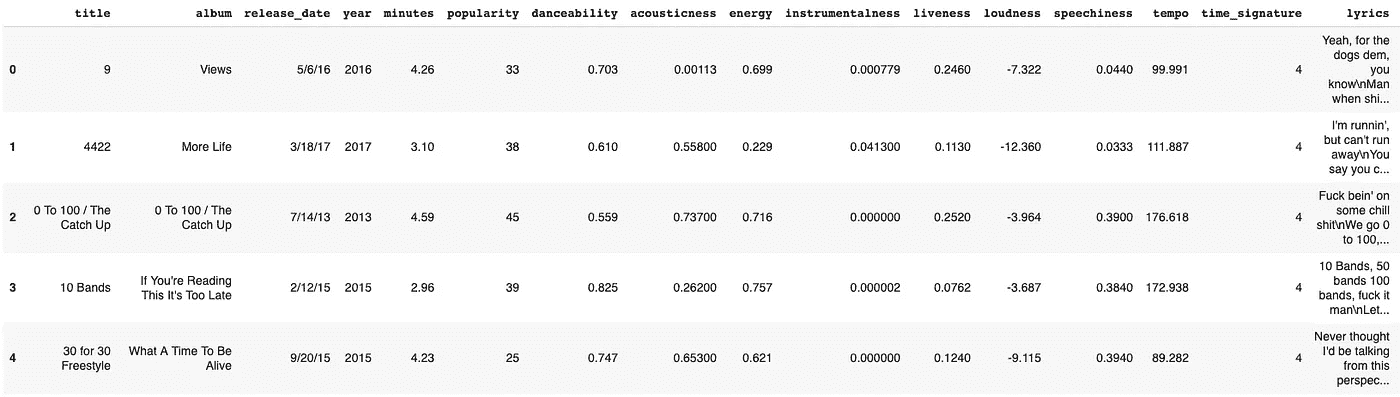 title album release_date year minutes popularity danceability acousticness energy instrumentalness liveness loudness speechiness tempo time_signature lyrics
0 9 Views 5/6/16 2016 4.26 33 0.703 0.00113 0.699 0.000779 0.2460 -7.322 0.0440 99.991 4
Yeah, for the
dogs dem,
you
know\nMan
when shi...
1 4422 More Life 3/18/17 2017 3.10 38 0.610 0.55800 0.229 0.041300 0.1130 -12.360 0.0333 111.887 4
I'm runnin',
but can't run
away\nYou
say you c...
2
0 To 100 / The
Catch Up
0 To 100 / The
Catch Up
7/14/13 2013 4.59 45 0.559 0.73700 0.716 0.000000 0.2520 -3.964 0.3900 176.618 4
Fuck bein' on
some chill
shit\nWe go 0
to 100,...
3 10 Bands
If You're Reading
This It's Too Late
2/12/15 2015 2.96 39 0.825 0.26200 0.757 0.000002 0.0762 -3.687 0.3840 172.938 4
10 Bands, 50
bands 100
bands, fuck it
man\nLet...
4
30 for 30
Freestyle
What A Time To Be
Alive
9/20/15 2015 4.23 25 0.747 0.65300 0.621 0.000000 0.1240 -9.115 0.3940 89.282 4
Never thought
I'd be talking
from this
perspec...